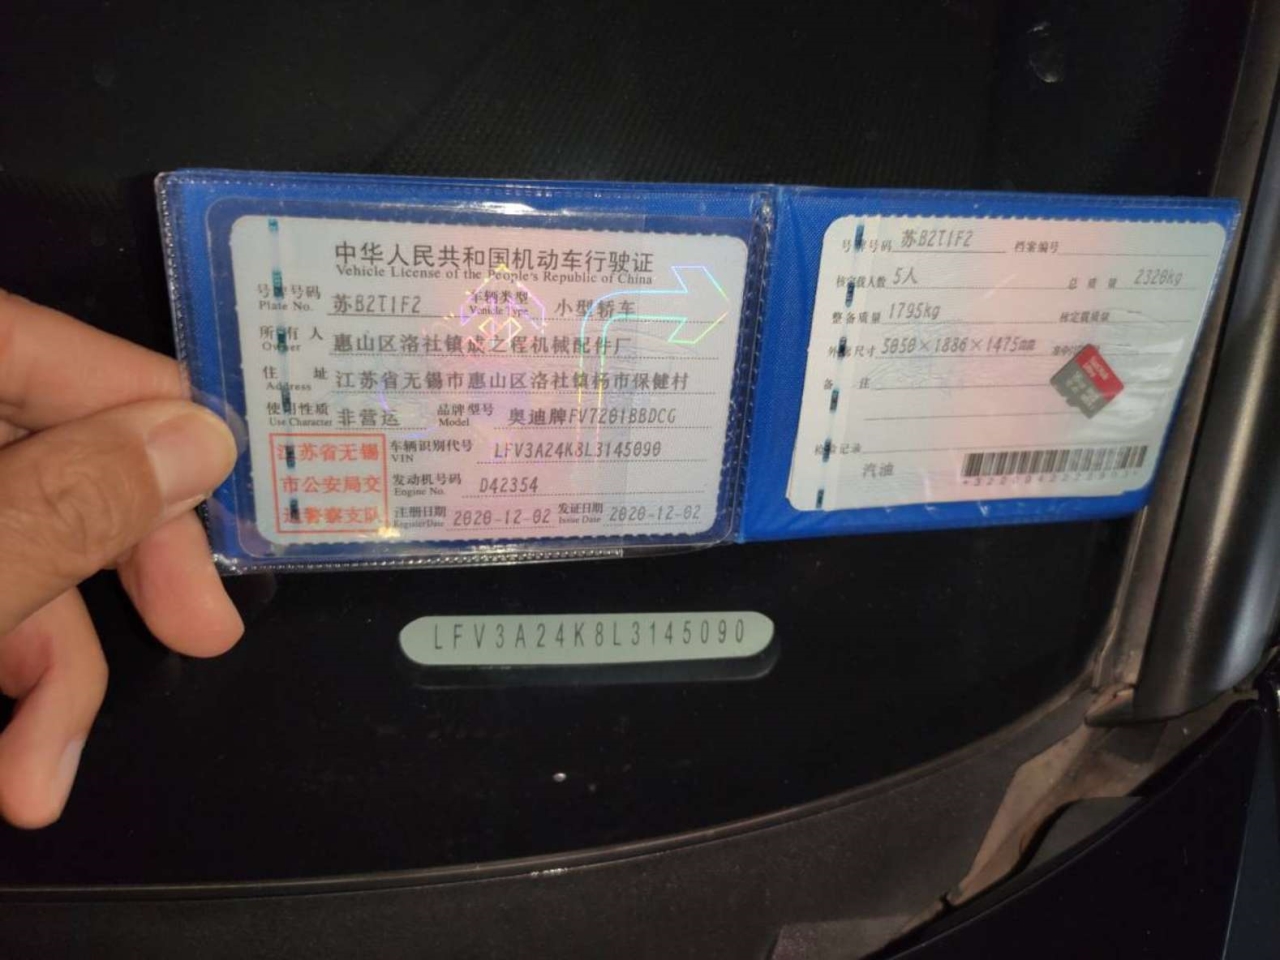 中华人民共和国机动车行驶证
Vehicle License of the People's Republic of China
号牌号码 苏B2T1F2 车辆类型 小型轿车
Plate No. Vehicle Type
所有人 惠山区洛社镇成之程机械配件厂
Owner
住址 江苏省无锡市惠山区洛社镇杨市保健村
Address
使用性质 非营运 品牌型号 奥迪牌FV7201BBDCG
Use Character Model
江苏省无锡
市公安局交
通警察支队
车辆识别代号 LFV3A24K8L3145090
VIN
发动机号码 D42354
Engine No.
注册日期 2020-12-02 发证日期 2020-12-02
Register Date Issue Date
号牌号码 苏B2T1F2 档案编号
核定载人数 5人 总质量 2320kg
整备质量 1795kg 核定载质量
外廓尺寸 5050×1886×1475mm
备注
检验记录
汽油
LFV3A24K8L3145090